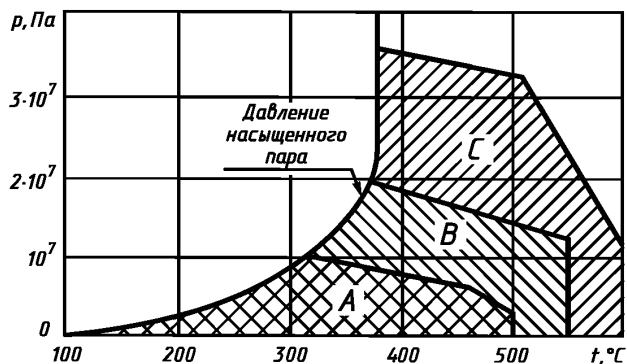 р, Па
3·10⁷
Давление
насыщенного
пара
C
2·10⁷
B
10⁷
A
0
100
200
300
400
500
t,°C